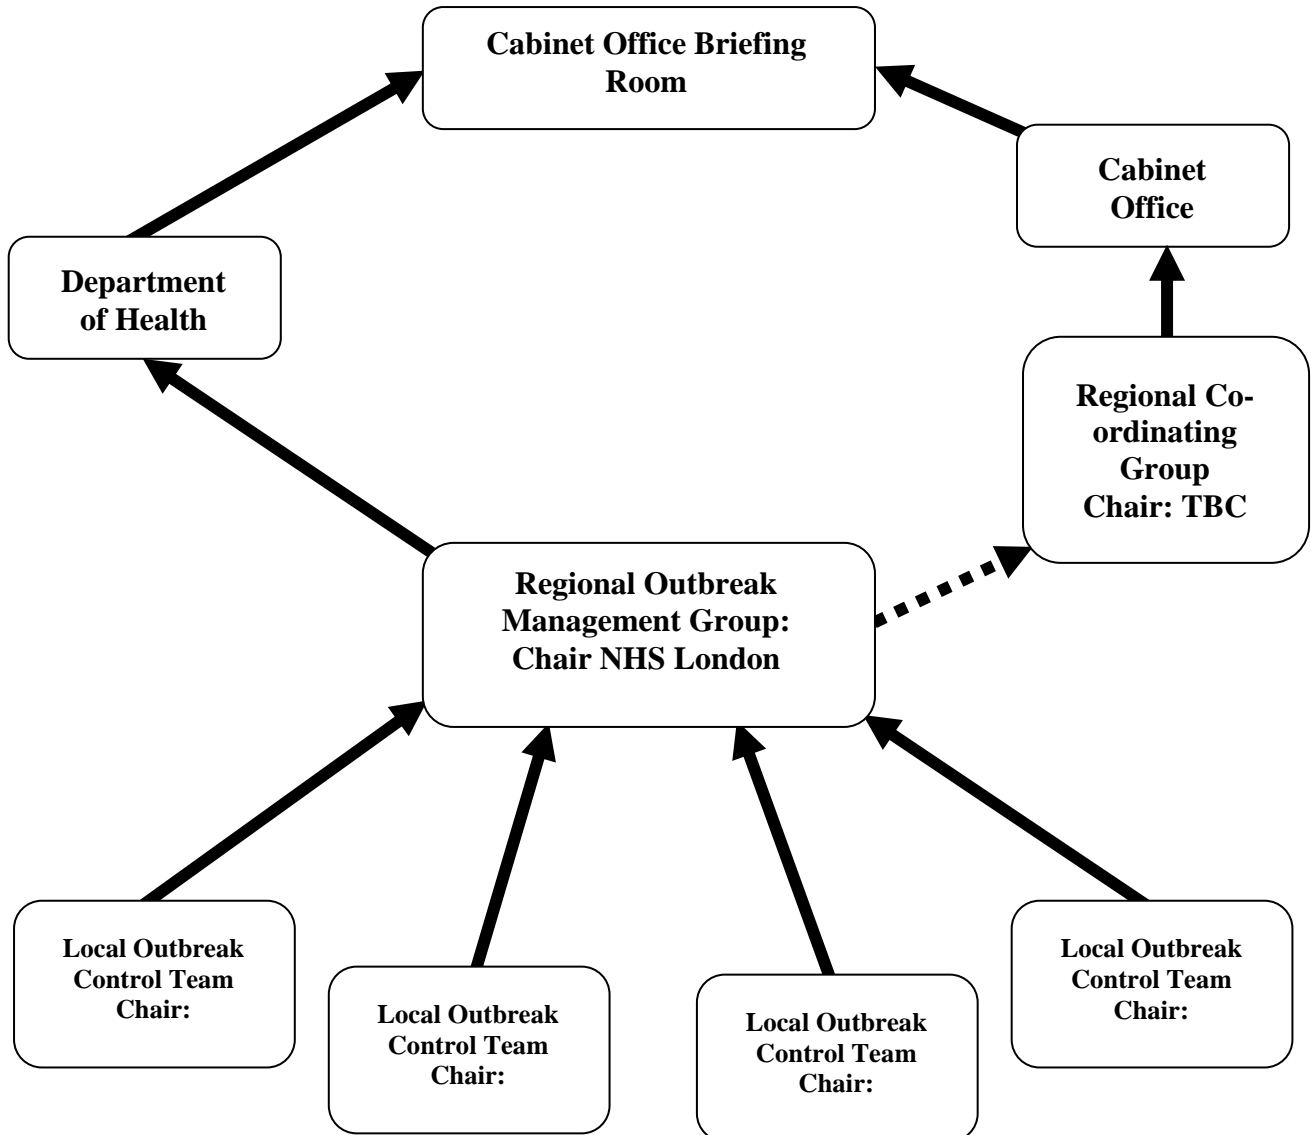 Cabinet Office Briefing
Room
Cabinet
Office
Department
of Health
Regional Co-
ordinating
Group
Chair: TBC
Regional Outbreak
Management Group:
Chair NHS London
Local Outbreak
Control Team
Chair:
Local Outbreak
Control Team
Chair:
Local Outbreak
Control Team
Chair:
Local Outbreak
Control Team
Chair: